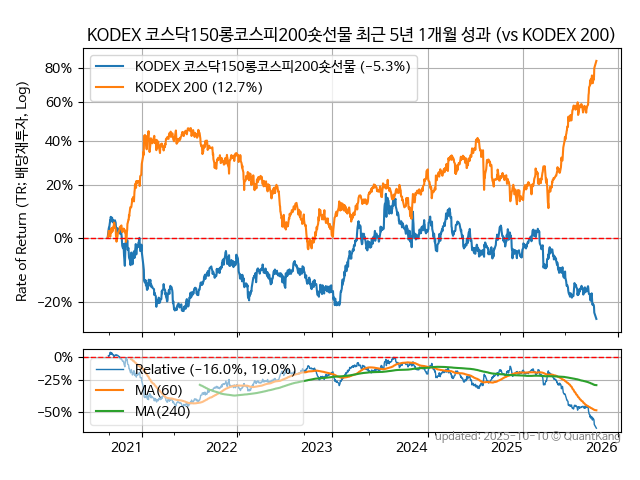 KODEX 코스닥150롱코스피200숏선물 최근 5년 1개월 성과 (vs KODEX 200)
Rate of Return (TR: 배당재투자, Log)
80%
60%
40%
20%
0%
−20%
KODEX 코스닥150롱코스피200숏선물 (−5.3%)
KODEX 200 (12.7%)
0%
−25%
−50%
Relative (−16.0%, 19.0%)
MA(60)
MA(240)
updated: 2025-10-10 © QuantKang
2021 2022 2023 2024 2025 2026